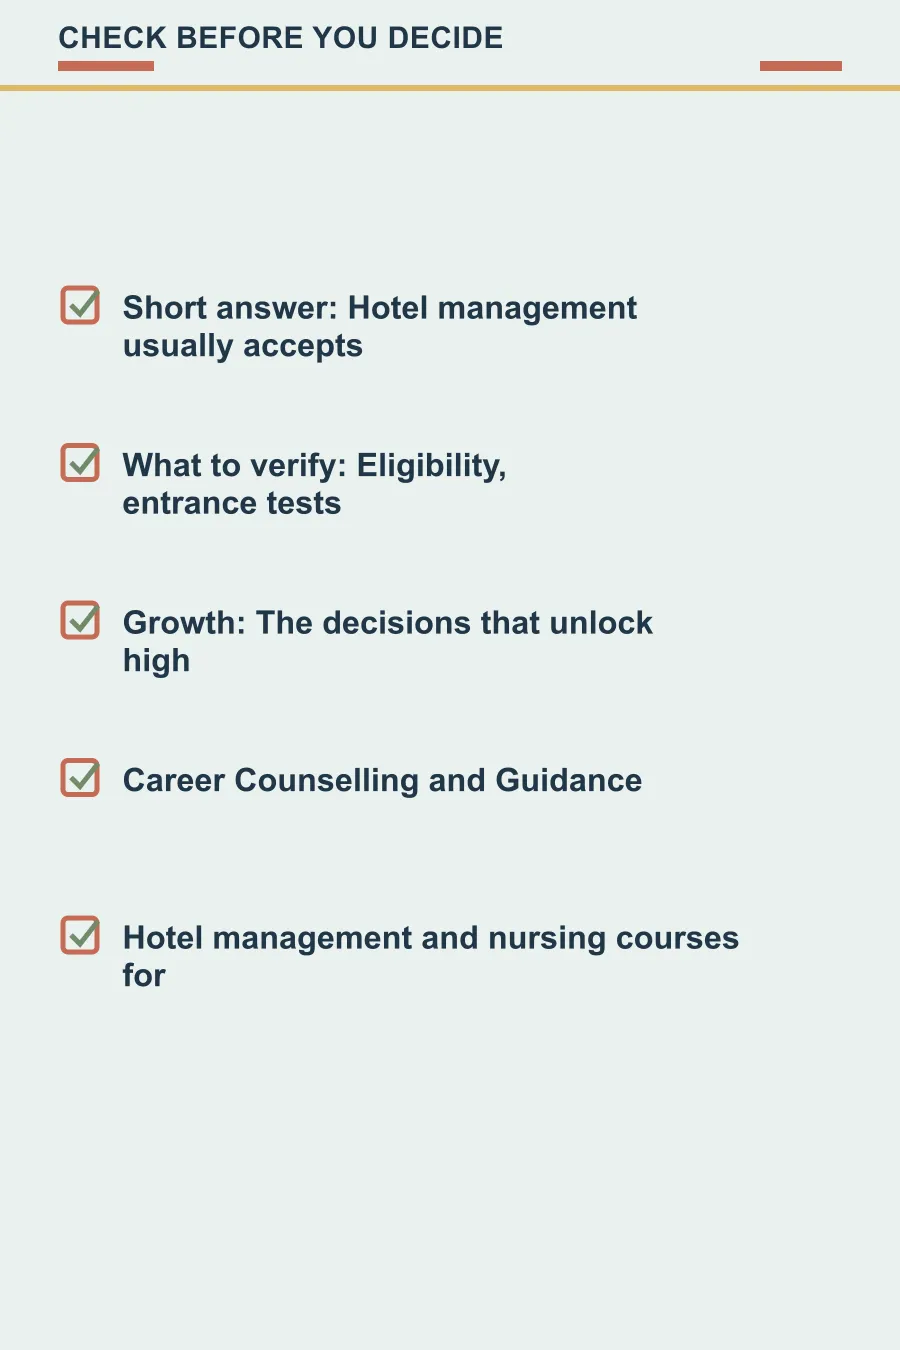 CHECK BEFORE YOU DECIDE
Short answer: Hotel management
usually accepts
What to verify: Eligibility,
entrance tests
Growth: The decisions that unlock
high
Career Counselling and Guidance
Hotel management and nursing courses
for